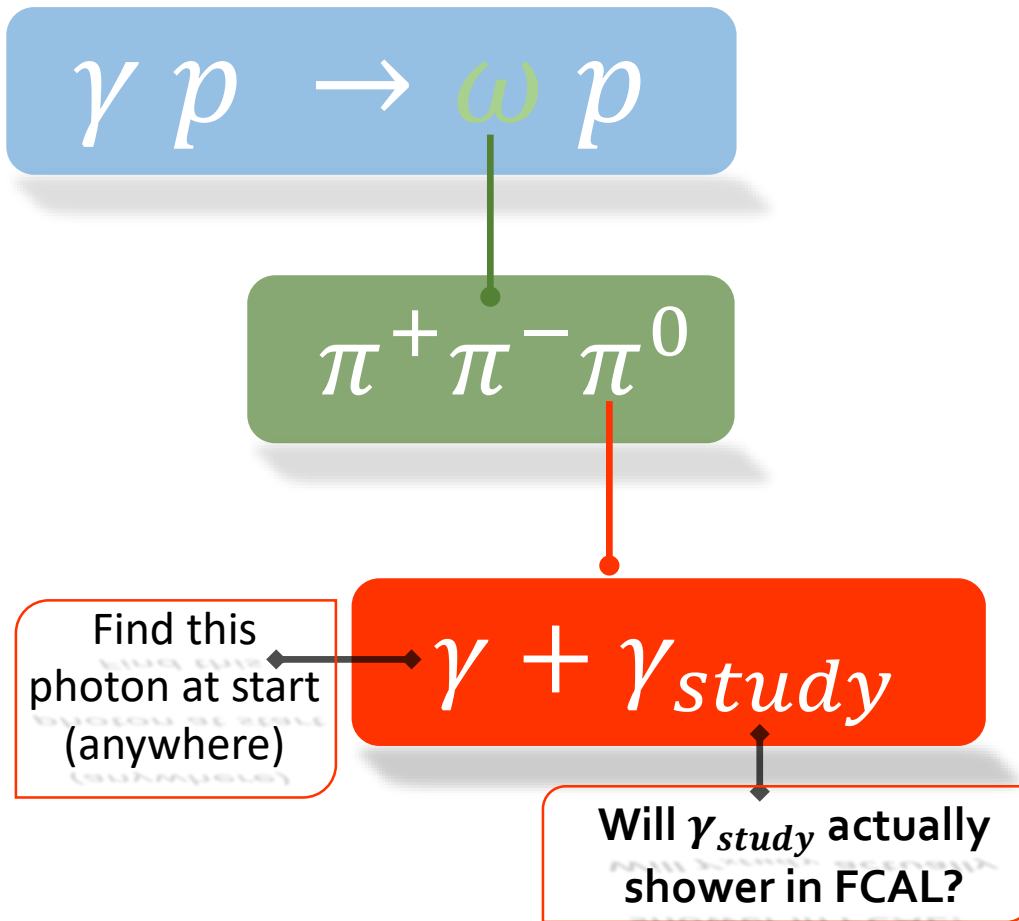 γ p → ω p
π⁺π⁻π⁰
γ + γ_study
Find this
photon at start
(anywhere)
Will γ_study actually
shower in FCAL?